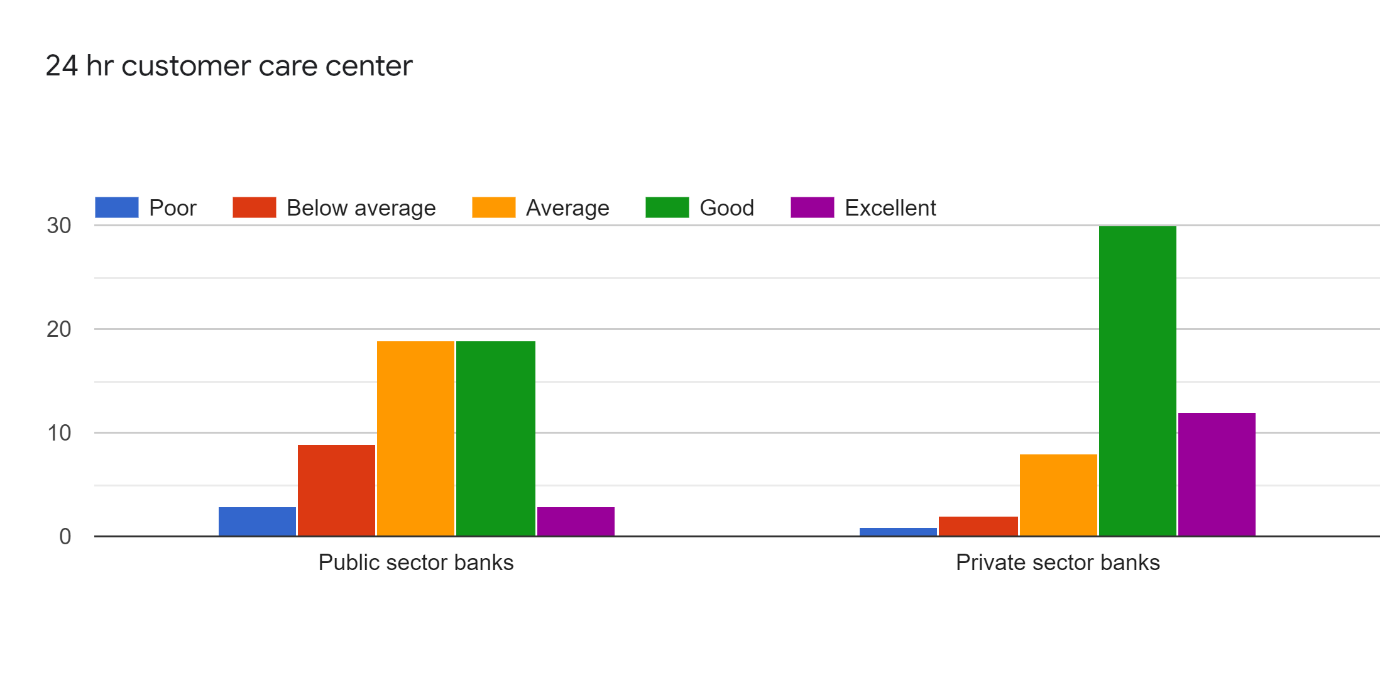 24 hr customer care center
Poor Below average Average Good Excellent
30
20
10
0
Public sector banks Private sector banks